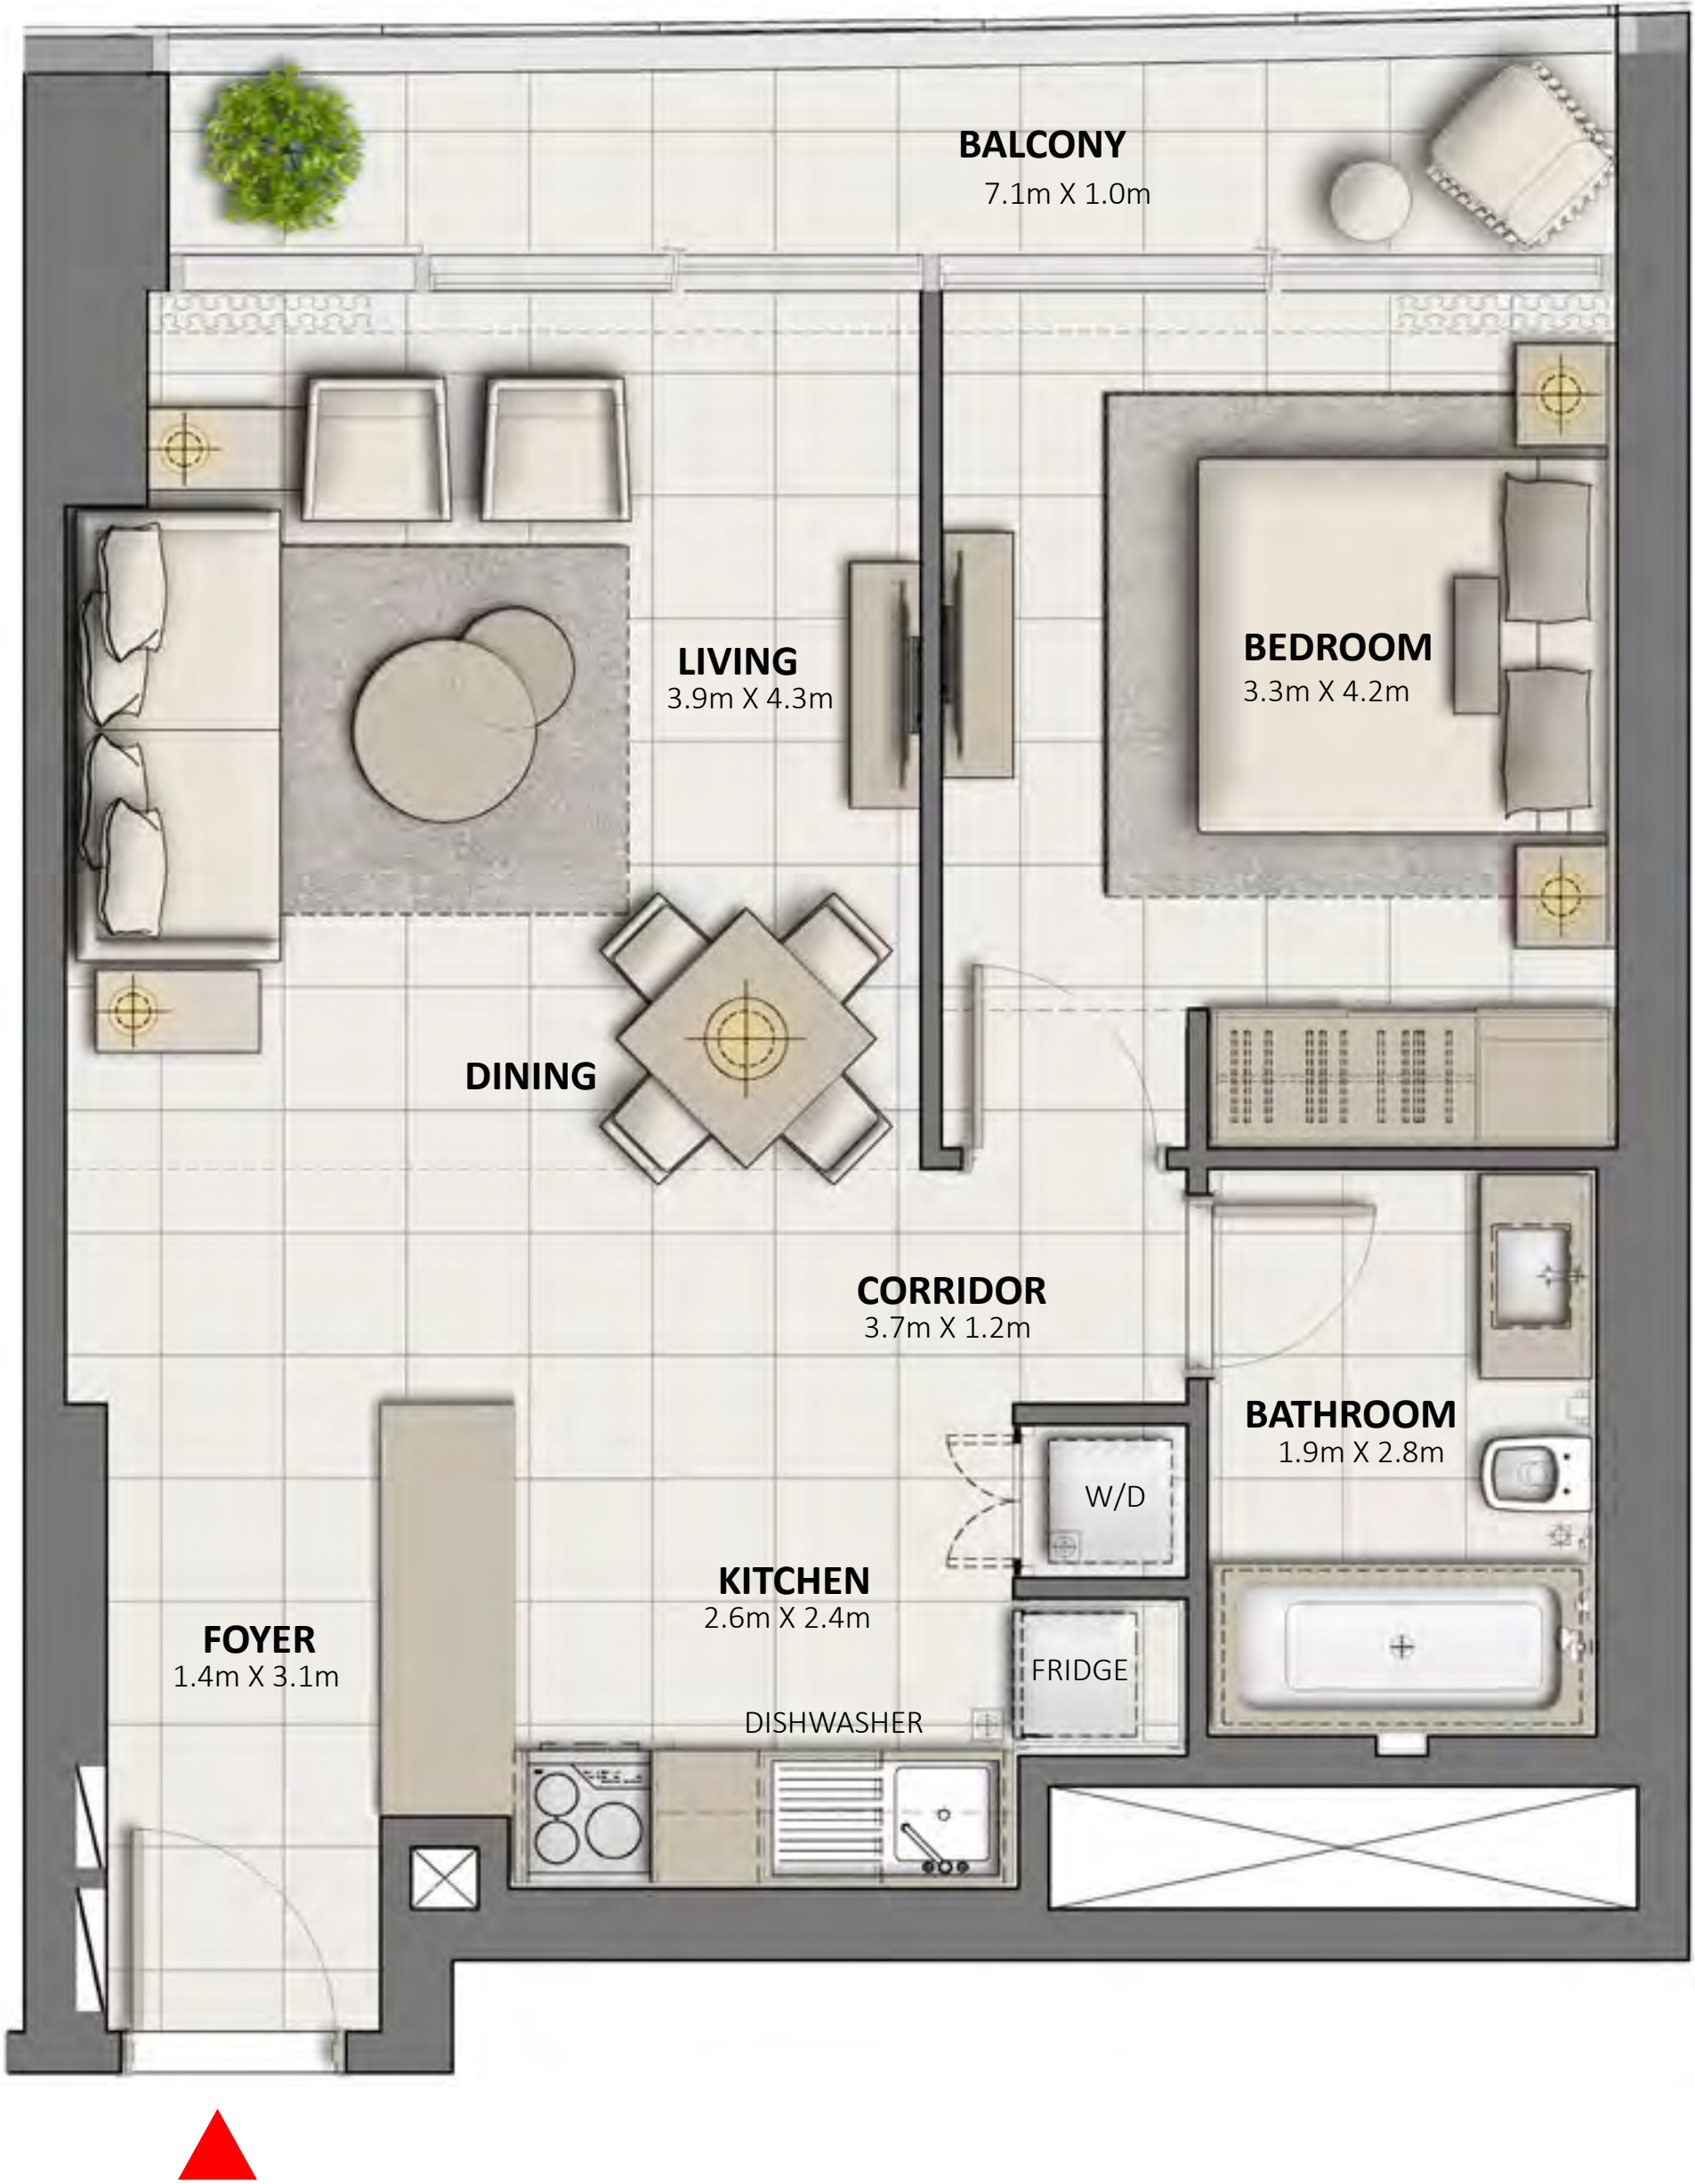 BALCONY
7.1m X 1.0m
LIVING
3.9m X 4.3m
BEDROOM
3.3m X 4.2m
DINING
CORRIDOR
3.7m X 1.2m
BATHROOM
1.9m X 2.8m
W/D
KITCHEN
2.6m X 2.4m
FOYER
1.4m X 3.1m
FRIDGE
DISHWASHER